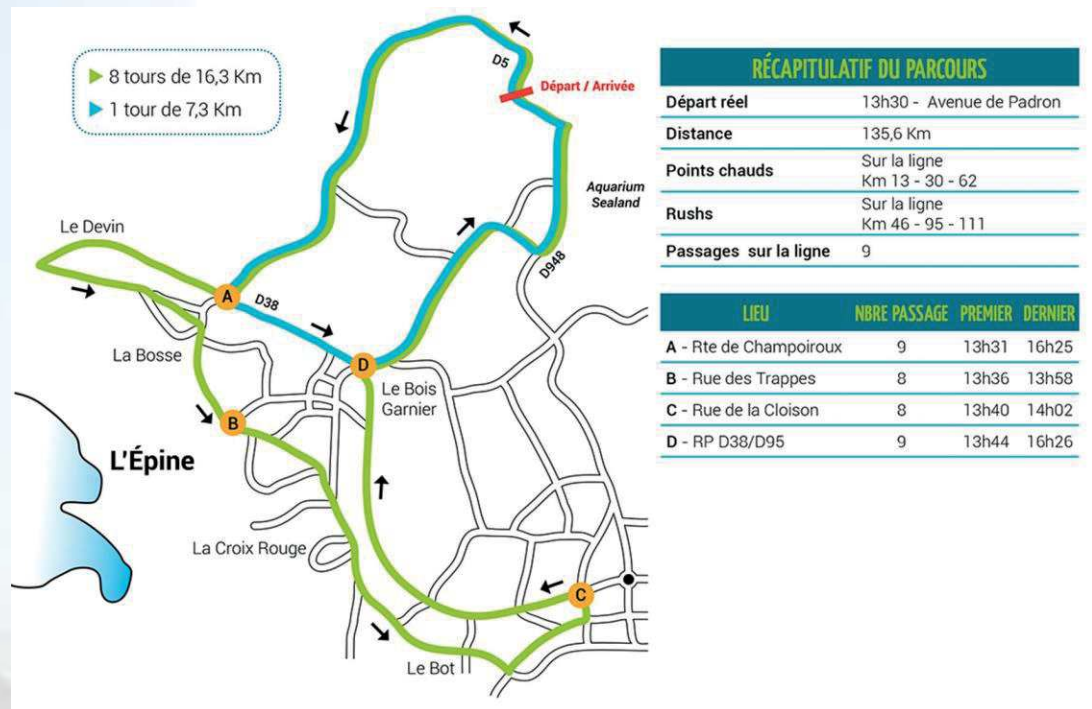 8 tours de 16,3 Km
1 tour de 7,3 Km
D5
Départ / Arrivée
Aquarium
Sealand
D948
Le Devin
A
D38
La Bosse
D
Le Bois
Garnier
B
L'Épine
La Croix Rouge
C
Le Bot
RÉCAPITULATIF DU PARCOURS
Départ réel 13h30 - Avenue de Padron
Distance 135,6 Km
Points chauds Sur la ligne
Km 13 - 30 - 62
Rushs Sur la ligne
Km 46 - 95 - 111
Passages sur la ligne 9
LIEU NBRE PASSAGE PREMIER DERNIER
A - Rte de Champoiroux 9 13h31 16h25
B - Rue des Trappes 8 13h36 13h58
C - Rue de la Cloison 8 13h40 14h02
D - RP D38/D95 9 13h44 16h26